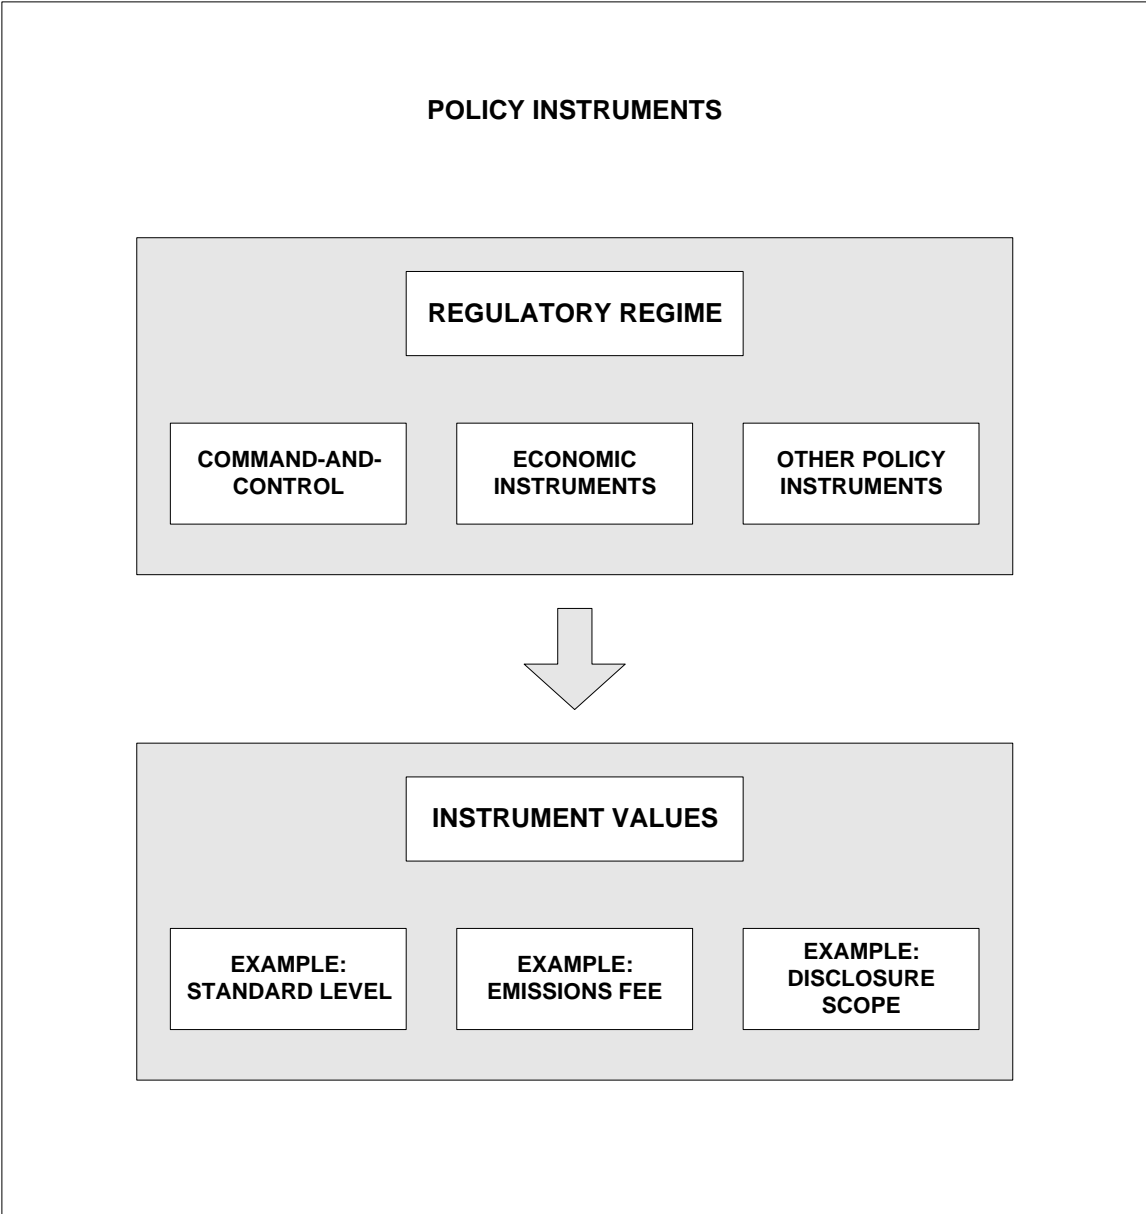 POLICY INSTRUMENTS
REGULATORY REGIME
COMMAND-AND-
CONTROL
ECONOMIC
INSTRUMENTS
OTHER POLICY
INSTRUMENTS
INSTRUMENT VALUES
EXAMPLE:
STANDARD LEVEL
EXAMPLE:
EMISSIONS FEE
EXAMPLE:
DISCLOSURE
SCOPE